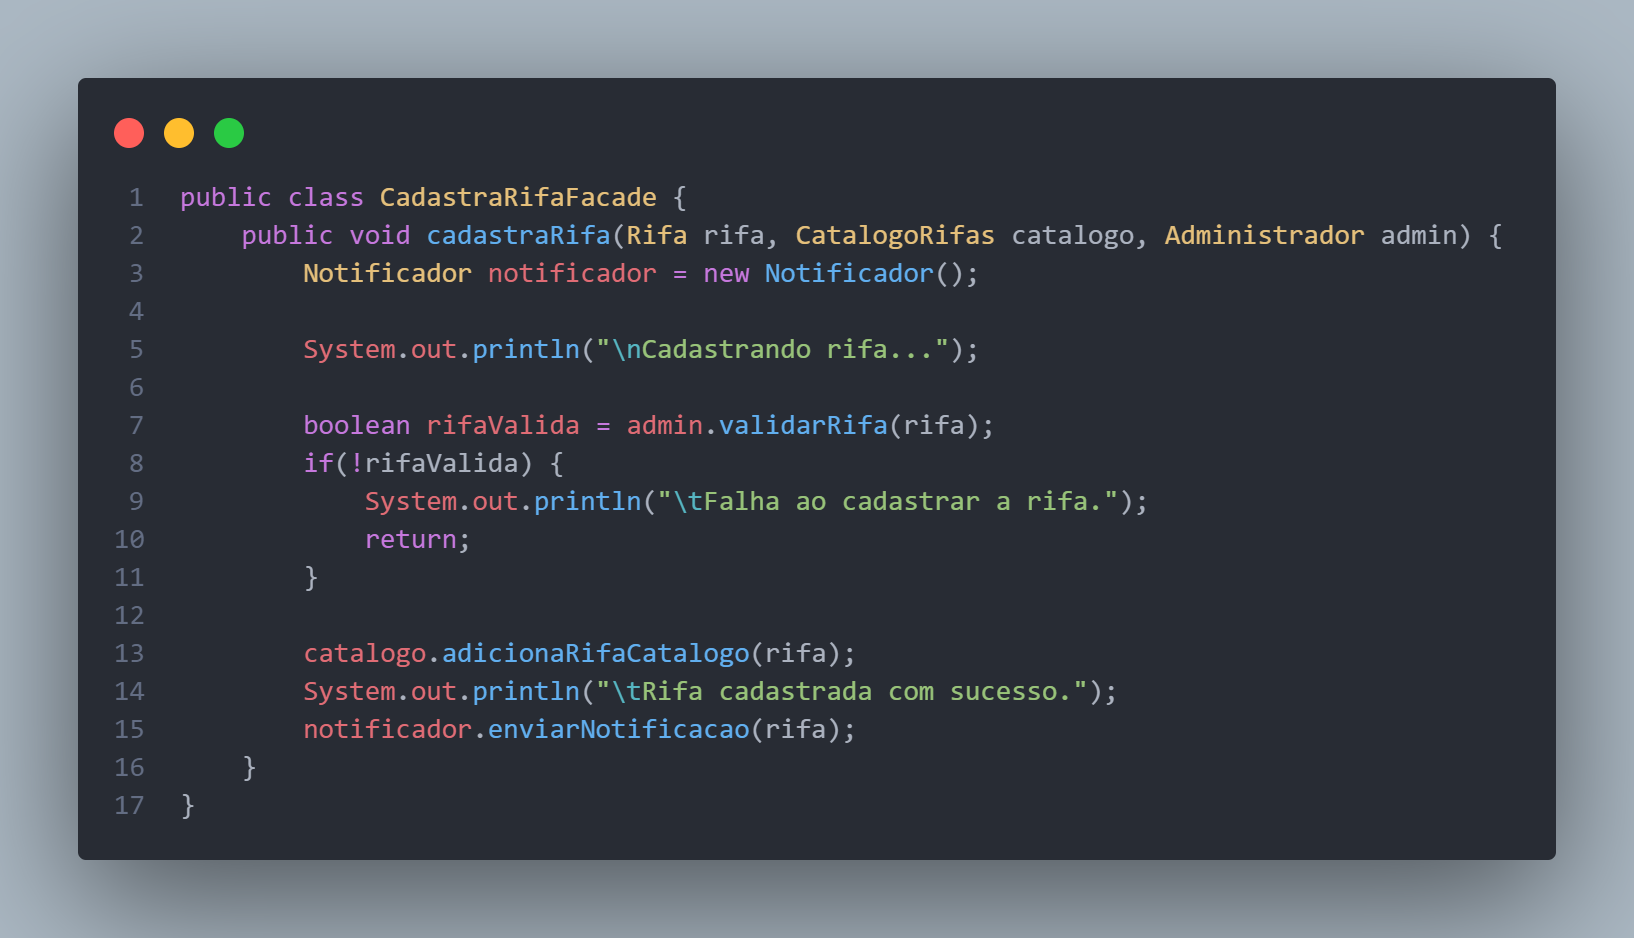 1 public class CadastraRifaFacade {
2     public void cadastraRifa(Rifa rifa, CatalogoRifas catalogo, Administrador admin) {
3         Notificador notificador = new Notificador();
4
5         System.out.println("\nCadastrando rifa...");
6
7         boolean rifaValida = admin.validarRifa(rifa);
8         if(!rifaValida) {
9             System.out.println("\tFalha ao cadastrar a rifa.");
10             return;
11         }
12
13         catalogo.adicionaRifaCatalogo(rifa);
14         System.out.println("\tRifa cadastrada com sucesso.");
15         notificador.enviarNotificacao(rifa);
16     }
17 }